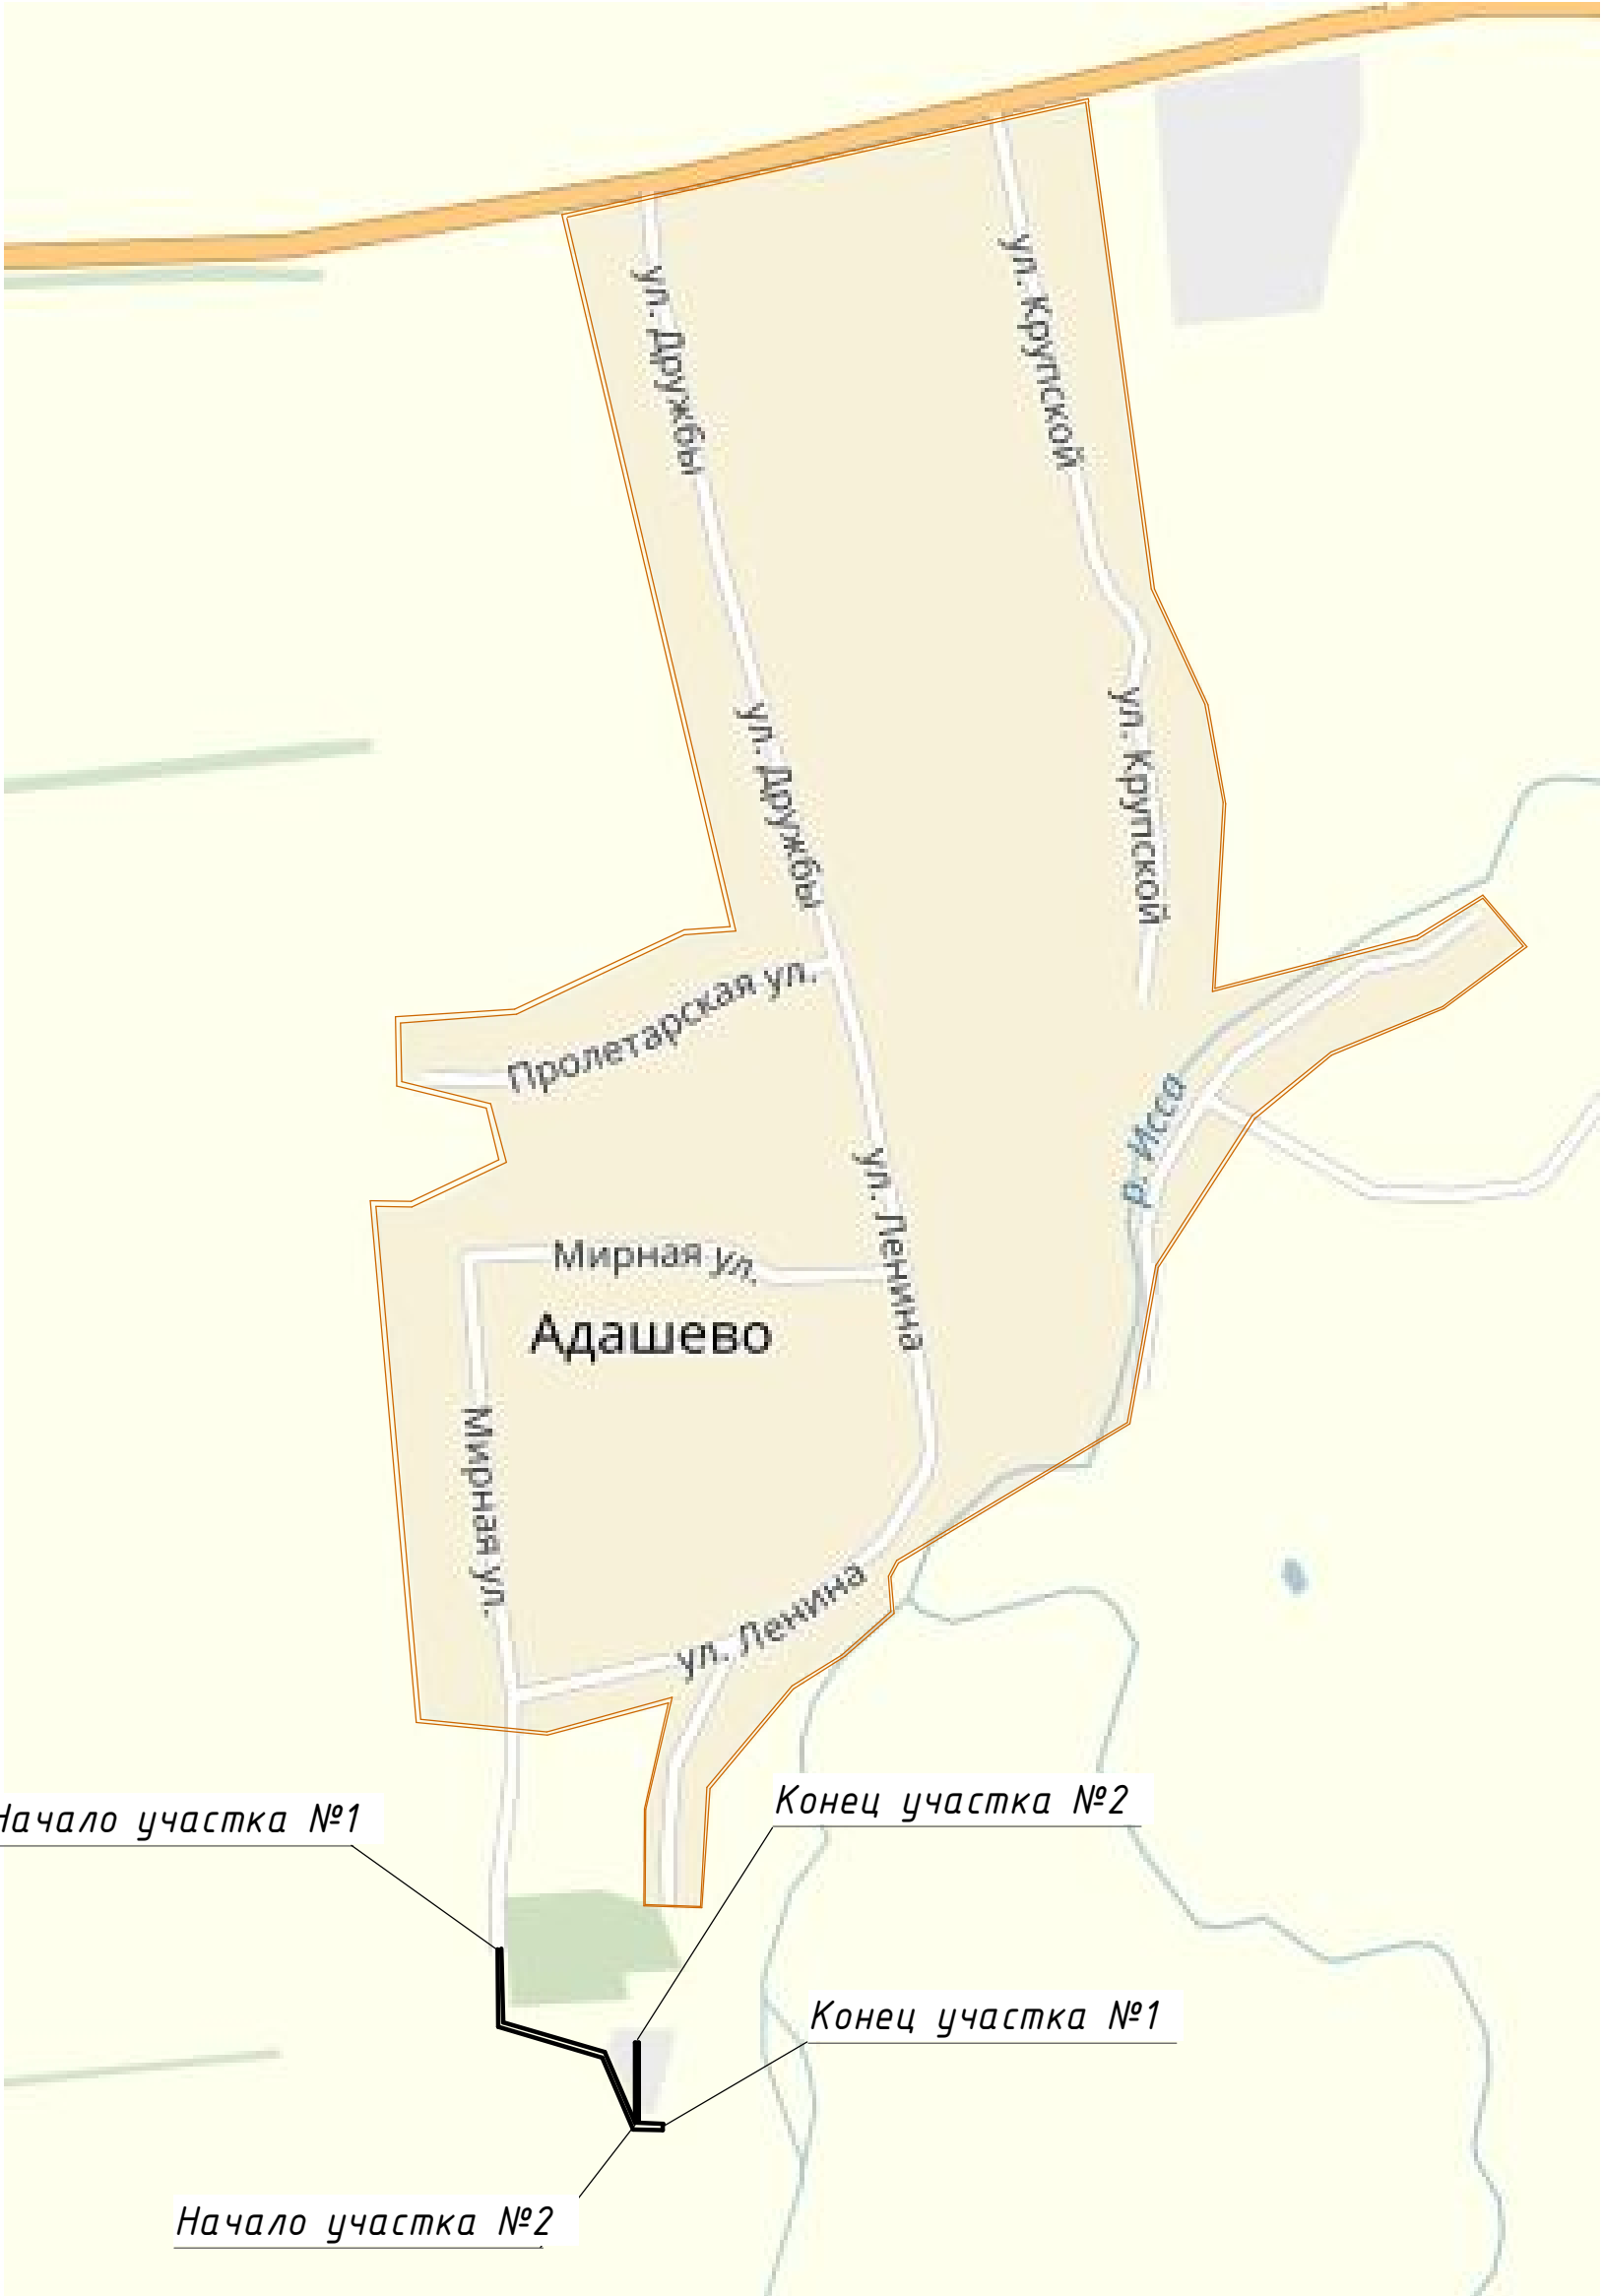 ул. Дружбы
ул. Крупской
ул. Дружбы
ул. Крупской
Пролетарская ул.
р. Исса
ул. Ленина
Мирная ул.
Адашево
Мирная ул.
ул. Ленина
Начало участка №1
Конец участка №2
Конец участка №1
Начало участка №2